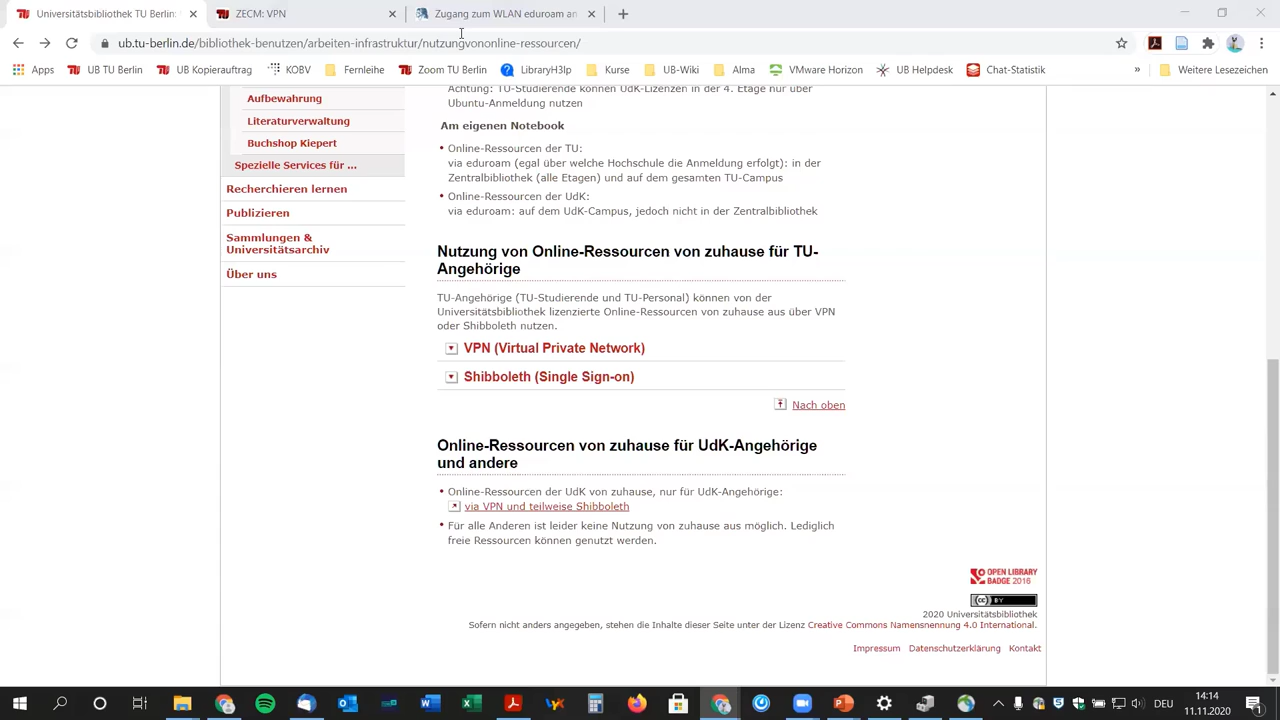 Universitätsbibliothek TU Berlin:
ZECM: VPN
Zugang zum WLAN eduroam an
ub.tu-berlin.de/bibliothek-benutzen/arbeiten-infrastruktur/nutzungvononline-ressourcen/
Apps
UB TU Berlin
UB Kopierauftrag
KOBV
Fernleihe
Zoom TU Berlin
LibraryH3lp
Kurse
UB-Wiki
Alma
VMware Horizon
UB Helpdesk
Chat-Statistik
»
Weitere Lesezeichen
Aufbewahrung
Literaturverwaltung
Buchshop Kiepert
Spezielle Services für ...
Recherchieren lernen
Publizieren
Sammlungen &
Universitätsarchiv
Über uns
Achtung: TU-Studierende können UdK-Lizenzen in der 4. Etage nur über
Ubuntu-Anmeldung nutzen
Am eigenen Notebook
Online-Ressourcen der TU:
via eduroam (egal über welche Hochschule die Anmeldung erfolgt): in der
Zentralbibliothek (alle Etagen) und auf dem gesamten TU-Campus
Online-Ressourcen der UdK:
via eduroam: auf dem UdK-Campus, jedoch nicht in der Zentralbibliothek
Nutzung von Online-Ressourcen von zuhause für TU-
Angehörige
TU-Angehörige (TU-Studierende und TU-Personal) können von der
Universitätsbibliothek lizenzierte Online-Ressourcen von zuhause aus über VPN
oder Shibboleth nutzen.
VPN (Virtual Private Network)
Shibboleth (Single Sign-on)
Nach oben
Online-Ressourcen von zuhause für UdK-Angehörige
und andere
Online-Ressourcen der UdK von zuhause, nur für UdK-Angehörige:
via VPN und teilweise Shibboleth
Für alle Anderen ist leider keine Nutzung von zuhause aus möglich. Lediglich
freie Ressourcen können genutzt werden.
OPEN LIBRARY
BADGE 2016
CC BY
2020 Universitätsbibliothek
Sofern nicht anders angegeben, stehen die Inhalte dieser Seite unter der Lizenz Creative Commons Namensnennung 4.0 International.
Impressum Datenschutzerklärung Kontakt
DEU
14:14
11.11.2020